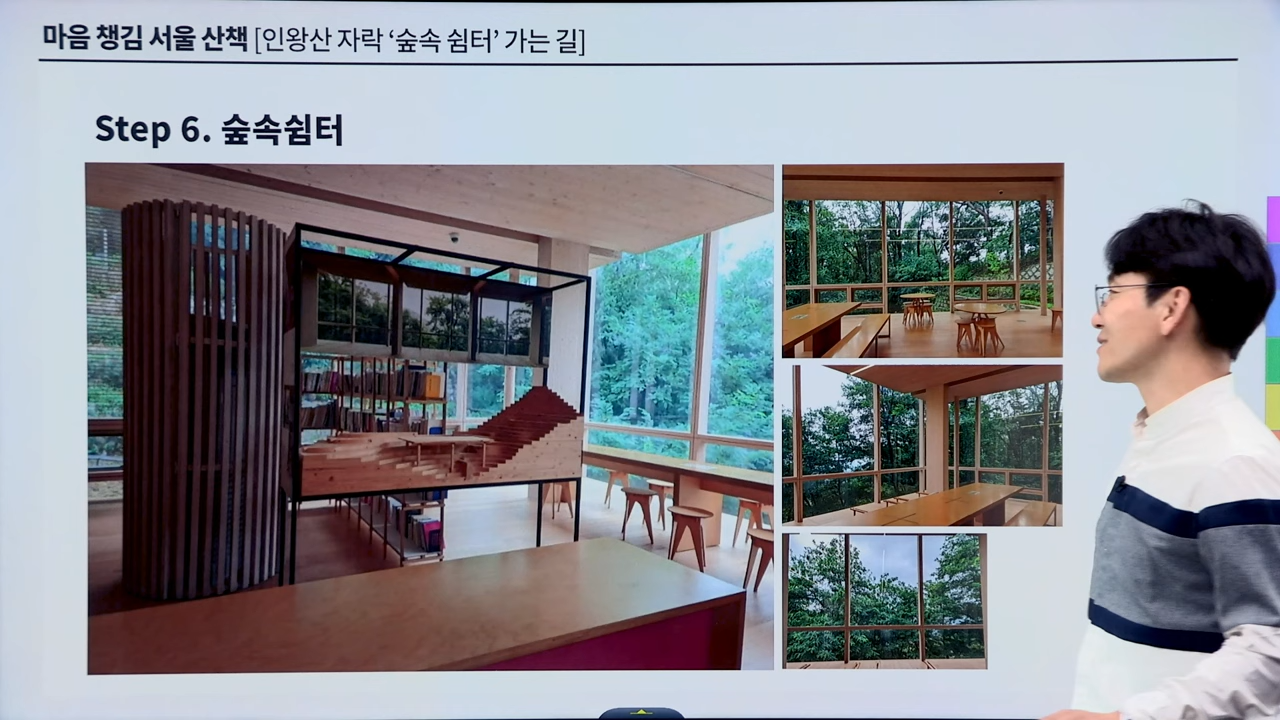 마음 챙김 서울 산책 [인왕산 자락 ‘숲속 쉼터’ 가는 길]
Step 6. 숲속쉼터